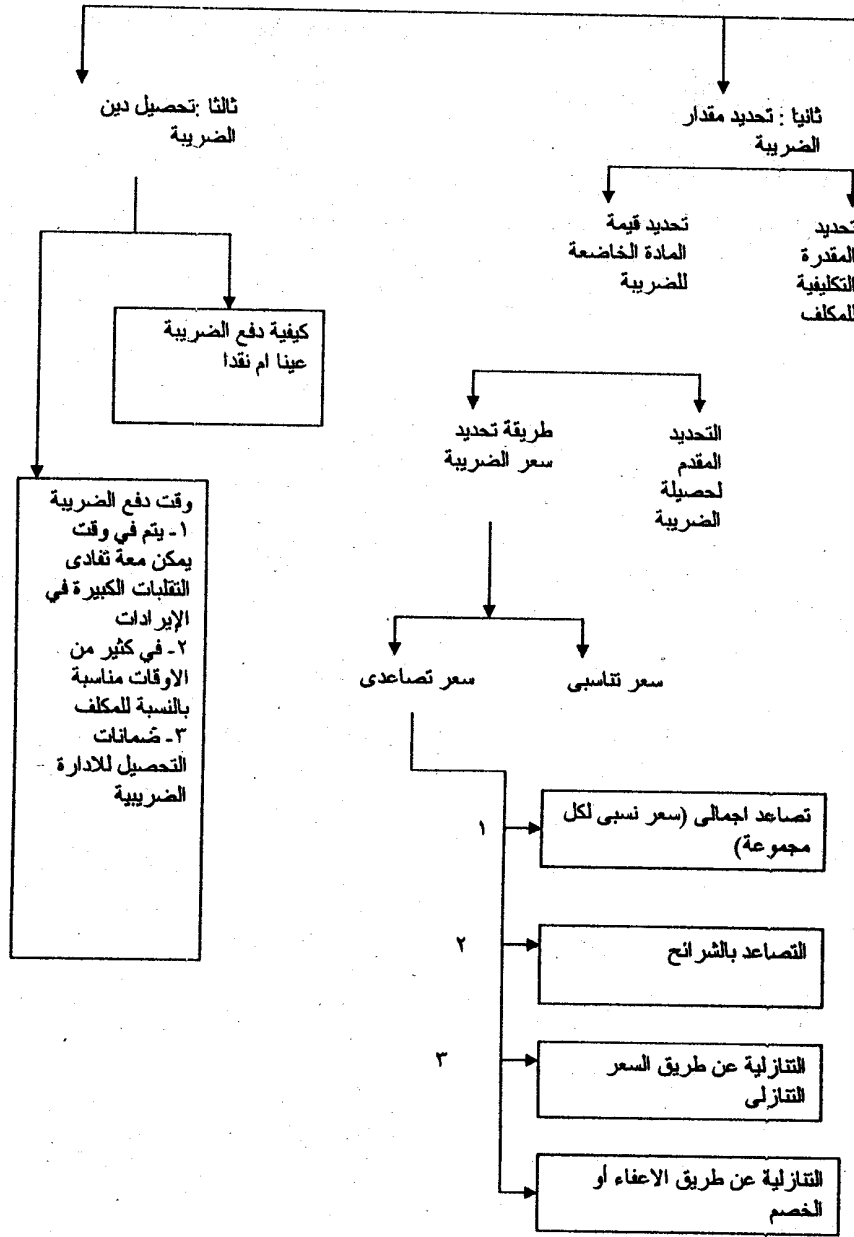 ثانيا : تحديد مقدار
الضريبة
ثالثا :تحصيل دين
الضريبة
تحديد
المقدرة
التكليفية
للمكلف
تحديد قيمة
المادة الخاضعة
للضريبة
كيفية دفع الضريبة
عينا ام نقدا
التحديد
المقدم
لحصيلة
الضريبة
طريقة تحديد
سعر الضريبة
وقت دفع الضريبة
١- يتم في وقت
يمكن معة تفادى
التقلبات الكبيرة في
الإيرادات
٢- في كثير من
الاوقات مناسبة
بالنسبة للمكلف
٣- ضمانات
التحصيل للادارة
الضريبية
سعر تناسبى
سعر تصاعدى
١
تصاعد اجمالى (سعر نسبى لكل
مجموعة)
٢
التصاعد بالشرائح
٣
التنازلية عن طريق السعر
التنازلى
التنازلية عن طريق الاعفاء أو
الخصم